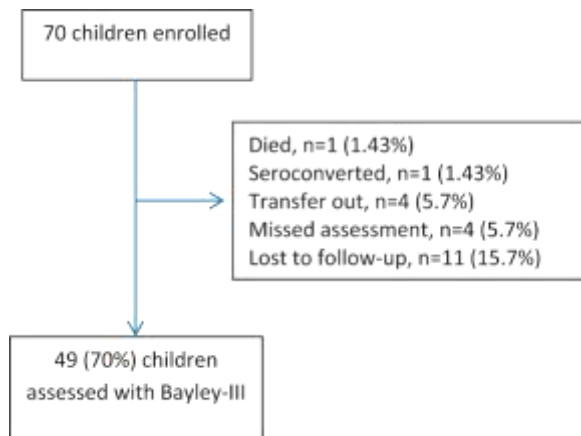 70 children enrolled
Died, n=1 (1.43%)
Seroconverted, n=1 (1.43%)
Transfer out, n=4 (5.7%)
Missed assessment, n=4 (5.7%)
Lost to follow-up, n=11 (15.7%)
49 (70%) children
assessed with Bayley-III